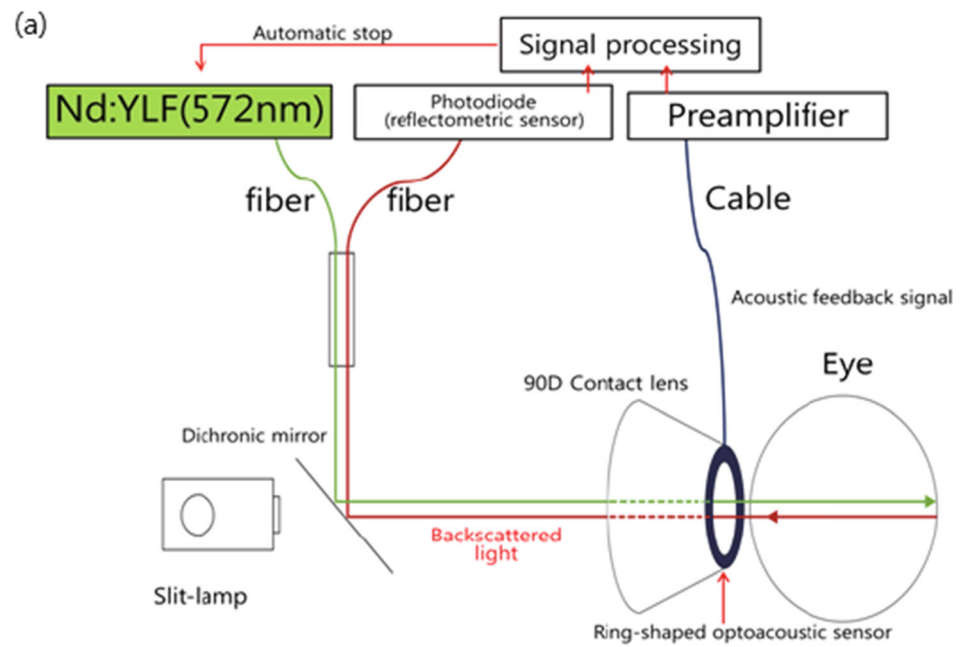 (a)
Automatic stop
Signal processing
Nd:YLF(572nm)
Photodiode
(reflectometric sensor)
Preamplifier
fiber
fiber
Cable
Acoustic feedback signal
Eye
90D Contact lens
Dichronic mirror
Backscattered
light
Slit-lamp
Ring-shaped optoacoustic sensor